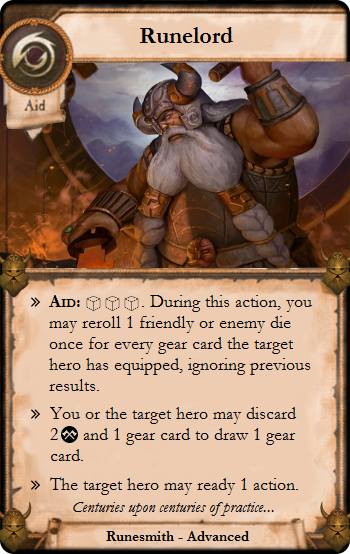 Runelord
Aid
» AID: . During this action, you
may reroll 1 friendly or enemy die
once for every gear card the target
hero has equipped, ignoring previous
results.
» You or the target hero may discard
2 and 1 gear card to draw 1 gear
card.
» The target hero may ready 1 action.
Centuries upon centuries of practice...
Runesmith - Advanced